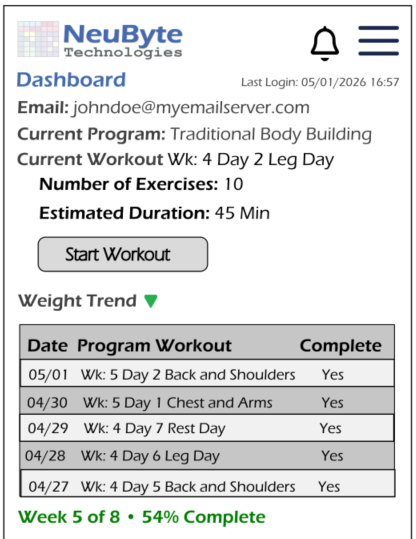 NeuByte
Technologies
Dashboard Last Login: 05/01/2026 16:57
Email: johndoe@myemailserver.com
Current Program: Traditional Body Building
Current Workout Wk: 4 Day 2 Leg Day
Number of Exercises: 10
Estimated Duration: 45 Min
Start Workout
Weight Trend ▼
Date Program Workout Complete
05/01 Wk: 5 Day 2 Back and Shoulders Yes
04/30 Wk: 5 Day 1 Chest and Arms Yes
04/29 Wk: 4 Day 7 Rest Day Yes
04/28 Wk: 4 Day 6 Leg Day Yes
04/27 Wk: 4 Day 5 Back and Shoulders Yes
Week 5 of 8 • 54% Complete